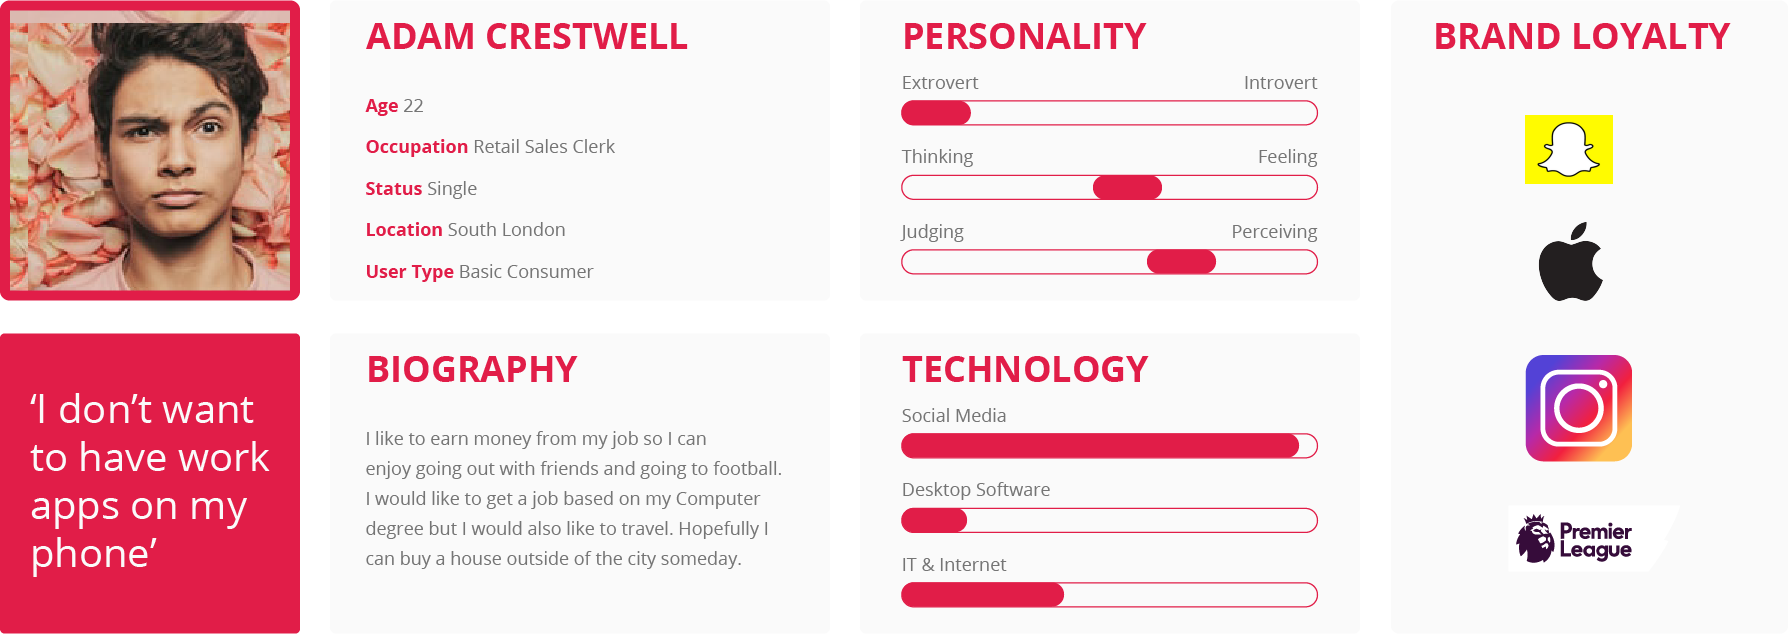 ADAM CRESTWELL
Age 22
Occupation Retail Sales Clerk
Status Single
Location South London
User Type Basic Consumer
PERSONALITY
Extrovert Introvert
Thinking Feeling
Judging Perceiving
BRAND LOYALTY
Premier
League
‘I don’t want
to have work
apps on my
phone’
BIOGRAPHY
I like to earn money from my job so I can
enjoy going out with friends and going to football.
I would like to get a job based on my Computer
degree but I would also like to travel. Hopefully I
can buy a house outside of the city someday.
TECHNOLOGY
Social Media
Desktop Software
IT & Internet